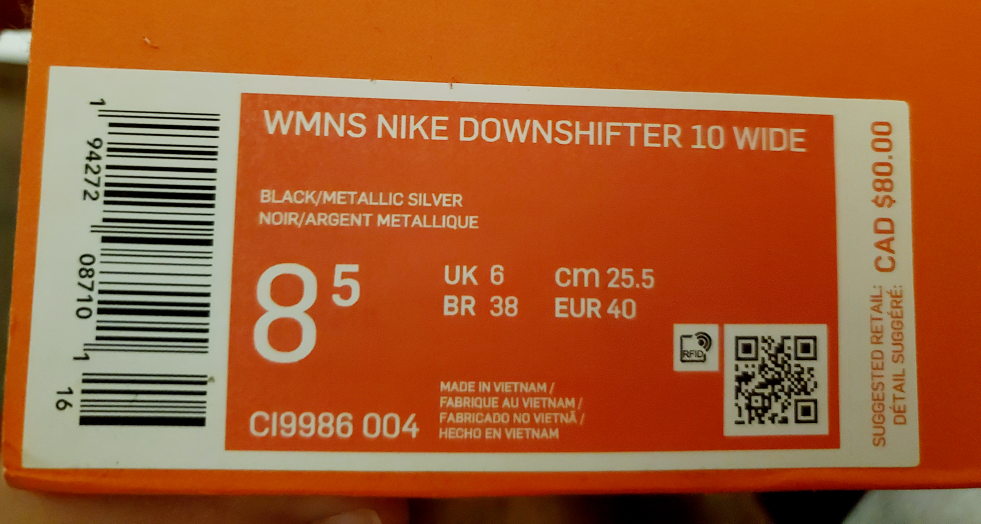 WMNS NIKE DOWNSHIFTER 10 WIDE
BLACK/METALLIC SILVER
NOIR/ARGENT METALLIQUE
8 5
UK 6 cm 25.5
BR 38 EUR 40
RFID
MADE IN VIETNAM /
FABRIQUE AU VIETNAM /
FABRICADO NO VIETNÃ /
HECHO EN VIETNAM
CI9986 004
1 94272 08710 1 16
SUGGESTED RETAIL:
DÉTAIL SUGGÉRÉ:
CAD $80.00